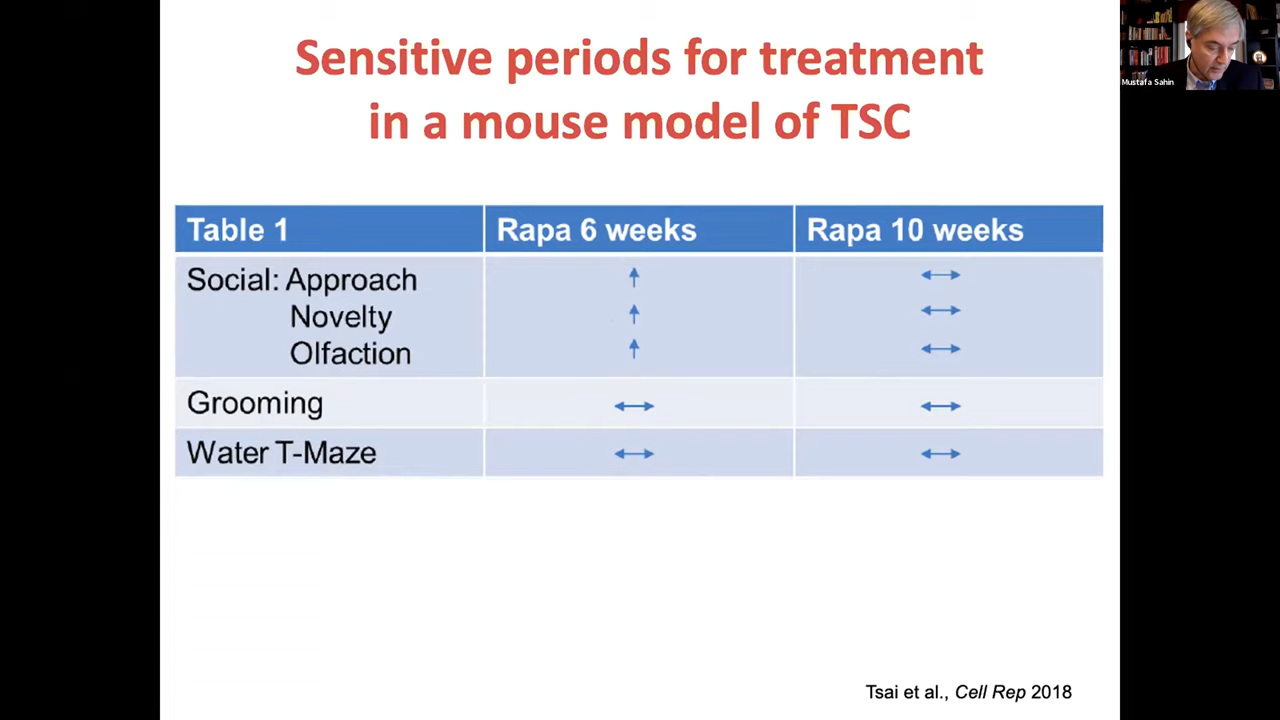 Sensitive periods for treatment
in a mouse model of TSC
Mustafa Sahin
Table 1 Rapa 6 weeks Rapa 10 weeks
Social: Approach ↑ ↔
Novelty ↑ ↔
Olfaction ↑ ↔
Grooming ↔ ↔
Water T-Maze ↔ ↔
Tsai et al., Cell Rep 2018